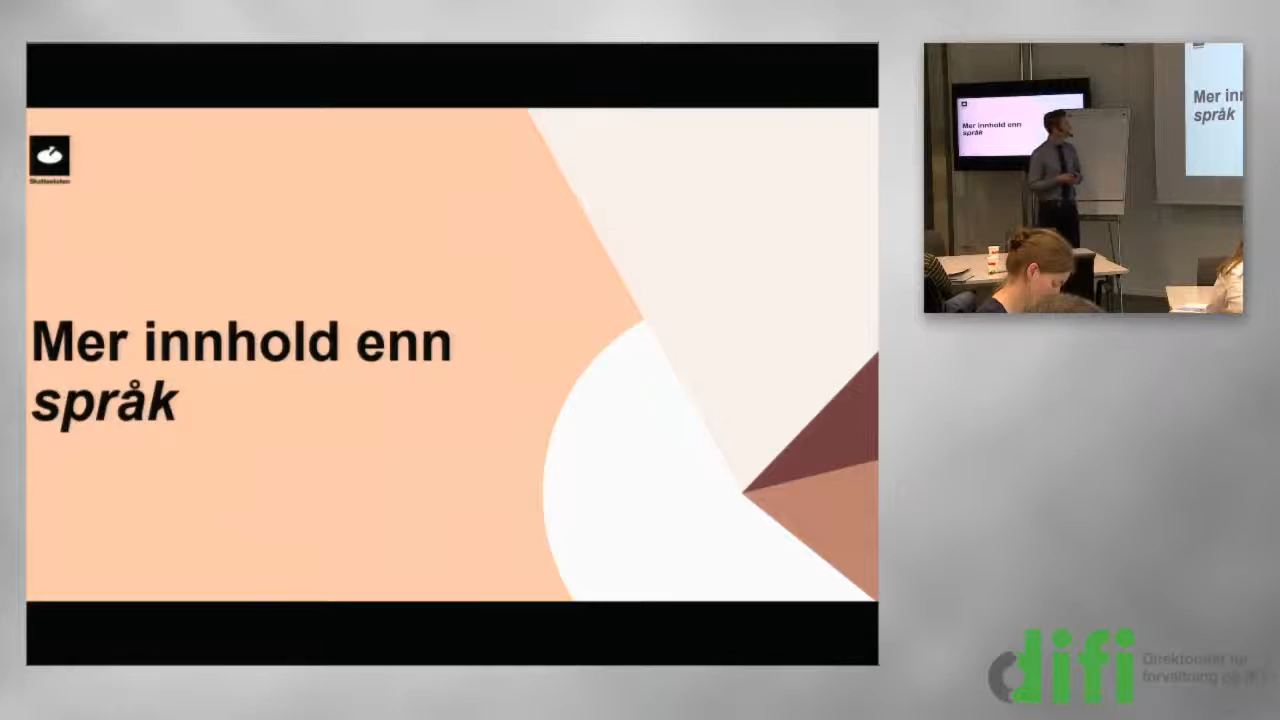 Skatteetaten
Mer innhold enn
språk
Mer innhold enn
språk
Mer inn
språk
difi
Direktoratet for
forvaltning og IKT